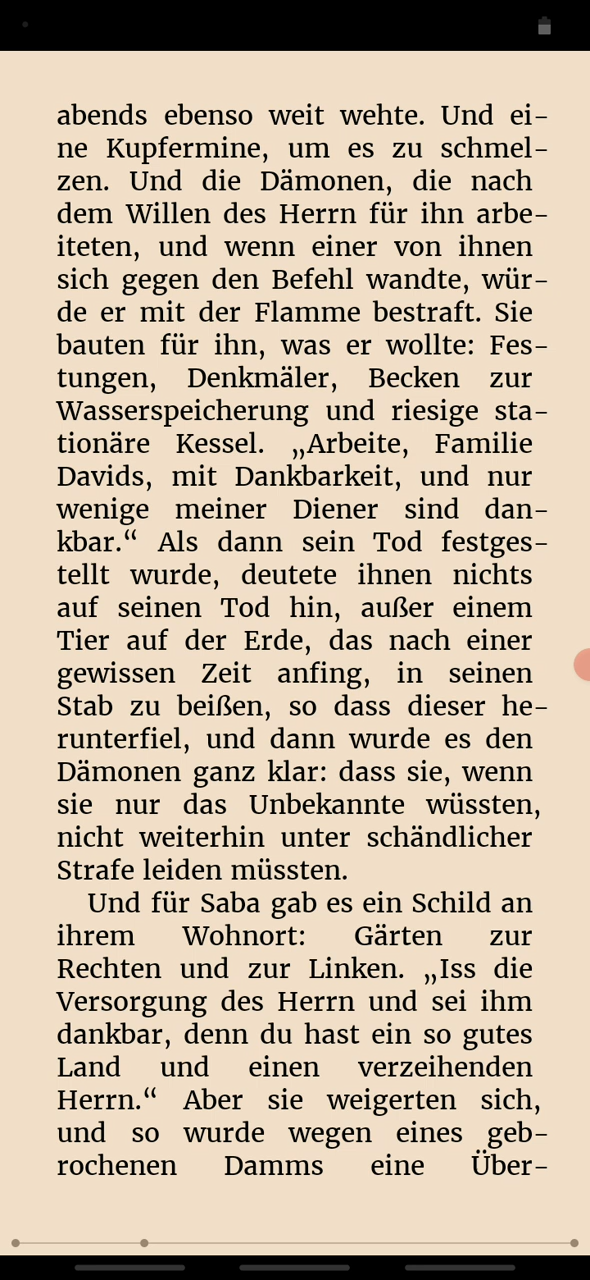 abends ebenso weit wehte. Und ei-
ne Kupfermine, um es zu schmel-
zen. Und die Dämonen, die nach
dem Willen des Herrn für ihn arbe-
iteten, und wenn einer von ihnen
sich gegen den Befehl wandte, wür-
de er mit der Flamme bestraft. Sie
bauten für ihn, was er wollte: Fes-
tungen, Denkmäler, Becken zur
Wasserspeicherung und riesige sta-
tionäre Kessel. „Arbeite, Familie
Davids, mit Dankbarkeit, und nur
wenige meiner Diener sind dan-
kbar.“ Als dann sein Tod festges-
tellt wurde, deutete ihnen nichts
auf seinen Tod hin, außer einem
Tier auf der Erde, das nach einer
gewissen Zeit anfing, in seinen
Stab zu beißen, so dass dieser he-
runterfiel, und dann wurde es den
Dämonen ganz klar: dass sie, wenn
sie nur das Unbekannte wüssten,
nicht weiterhin unter schändlicher
Strafe leiden müssten.
Und für Saba gab es ein Schild an
ihrem Wohnort: Gärten zur
Rechten und zur Linken. „Iss die
Versorgung des Herrn und sei ihm
dankbar, denn du hast ein so gutes
Land und einen verzeihenden
Herrn.“ Aber sie weigerten sich,
und so wurde wegen eines geb-
rochenen Damms eine Über-